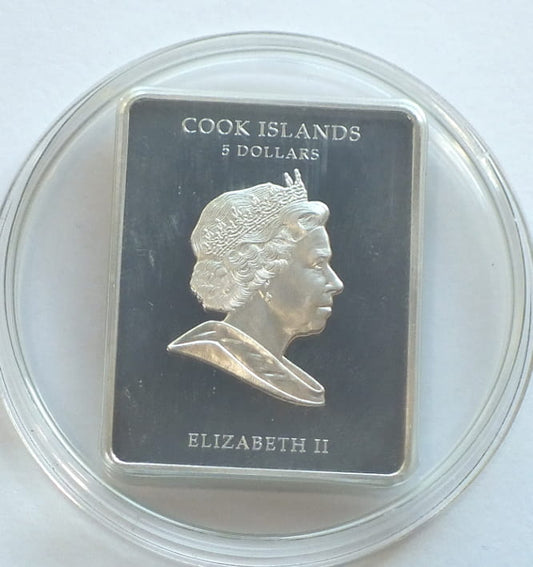 COOK ISLANDS
5 DOLLARS
ELIZABETH II